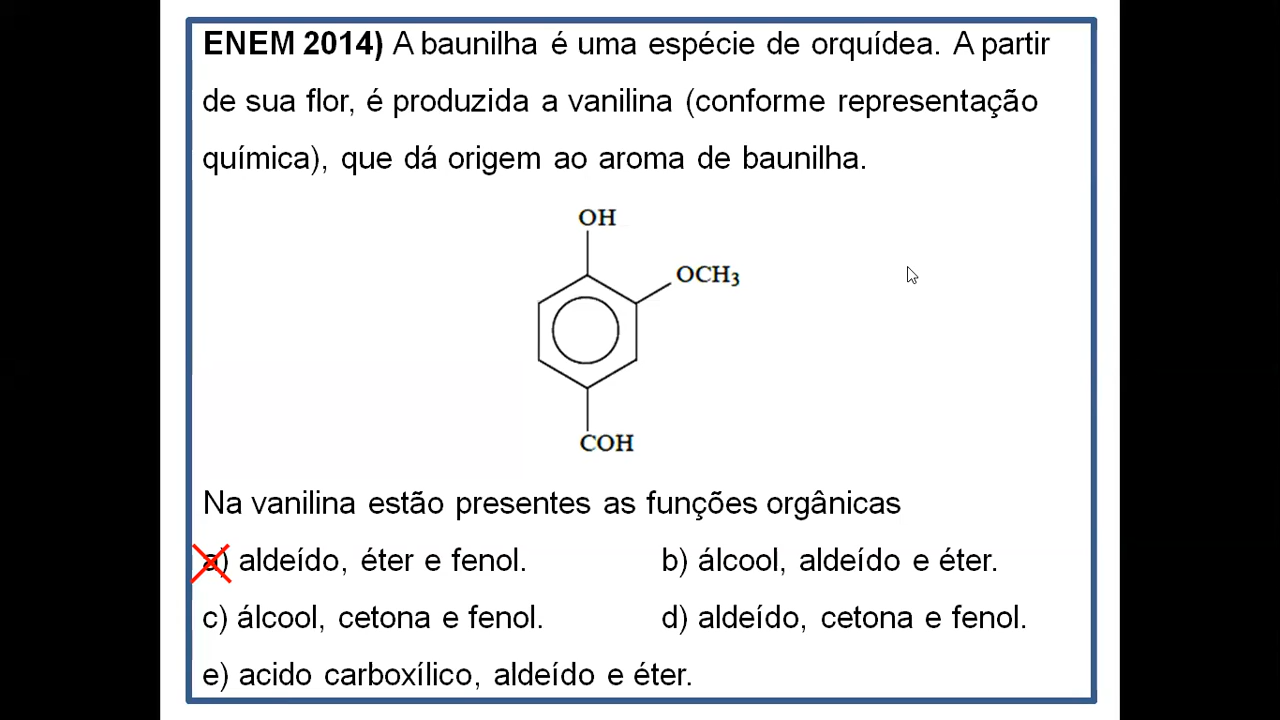 ENEM 2014) A baunilha é uma espécie de orquídea. A partir
de sua flor, é produzida a vanilina (conforme representação
química), que dá origem ao aroma de baunilha.
OH
OCH3
COH
Na vanilina estão presentes as funções orgânicas
a) aldeído, éter e fenol. b) álcool, aldeído e éter.
c) álcool, cetona e fenol. d) aldeído, cetona e fenol.
e) acido carboxílico, aldeído e éter.